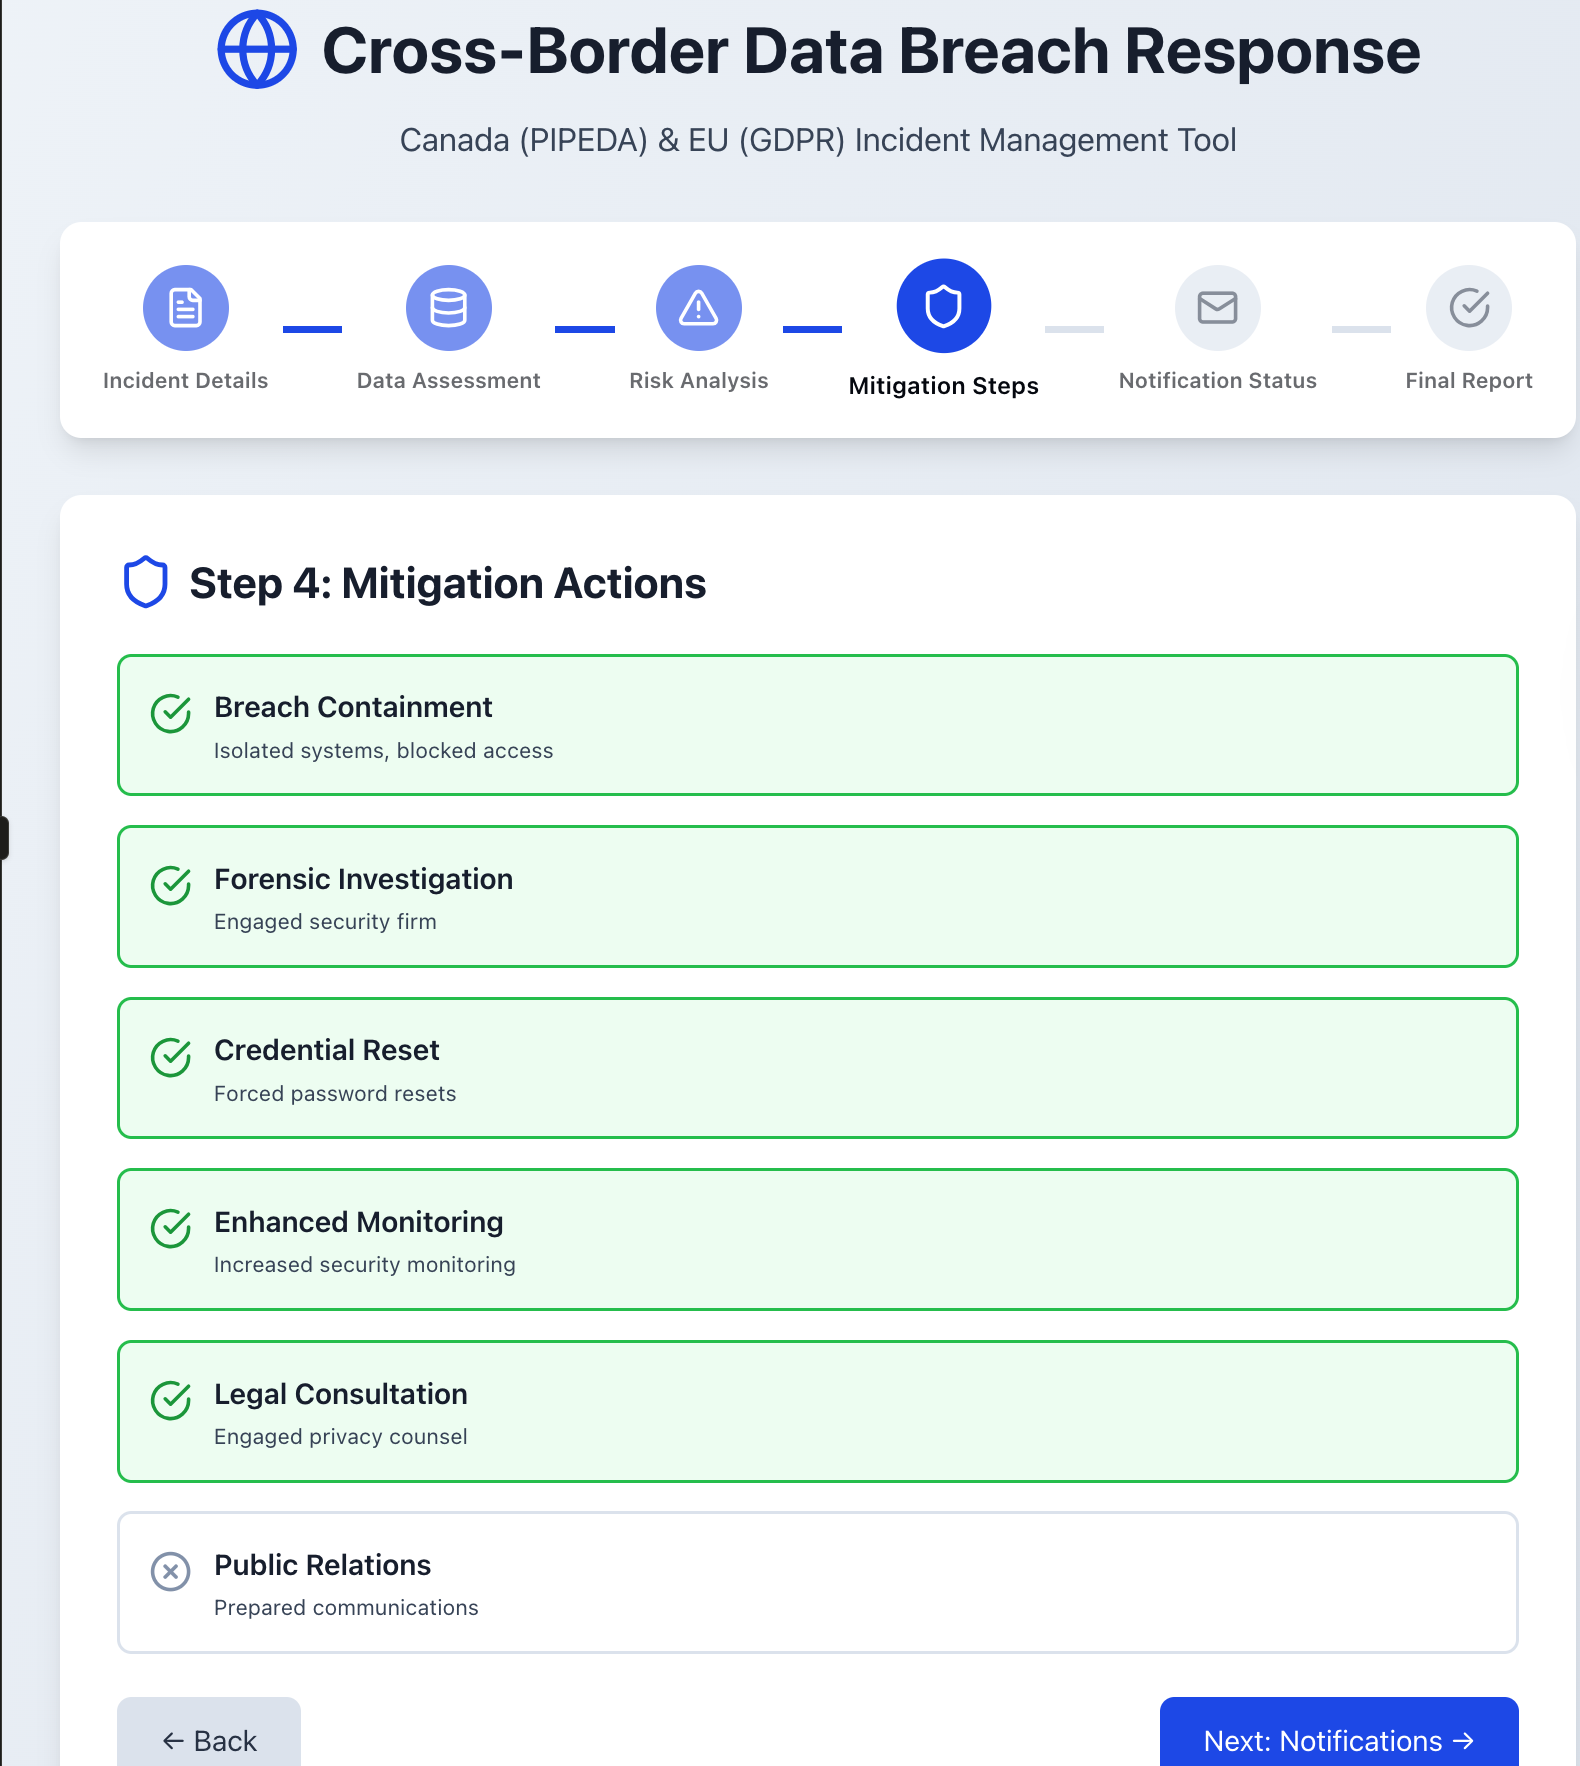 Cross-Border Data Breach Response
Canada (PIPEDA) & EU (GDPR) Incident Management Tool
Incident Details
Data Assessment
Risk Analysis
Mitigation Steps
Notification Status
Final Report
Step 4: Mitigation Actions
Breach Containment
Isolated systems, blocked access
Forensic Investigation
Engaged security firm
Credential Reset
Forced password resets
Enhanced Monitoring
Increased security monitoring
Legal Consultation
Engaged privacy counsel
Public Relations
Prepared communications
← Back
Next: Notifications →